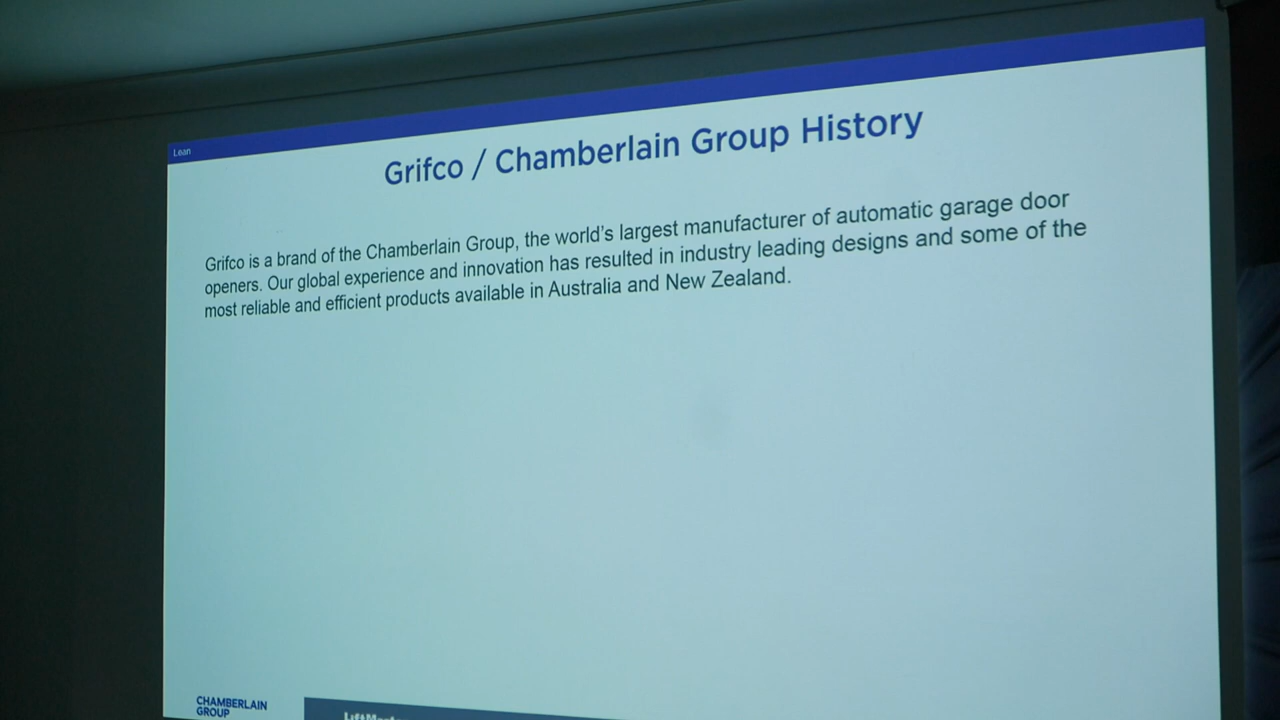 Lean
Grifco / Chamberlain Group History
Grifco is a brand of the Chamberlain Group, the world's largest manufacturer of automatic garage door
openers. Our global experience and innovation has resulted in industry leading designs and some of the
most reliable and efficient products available in Australia and New Zealand.
CHAMBERLAIN
GROUP